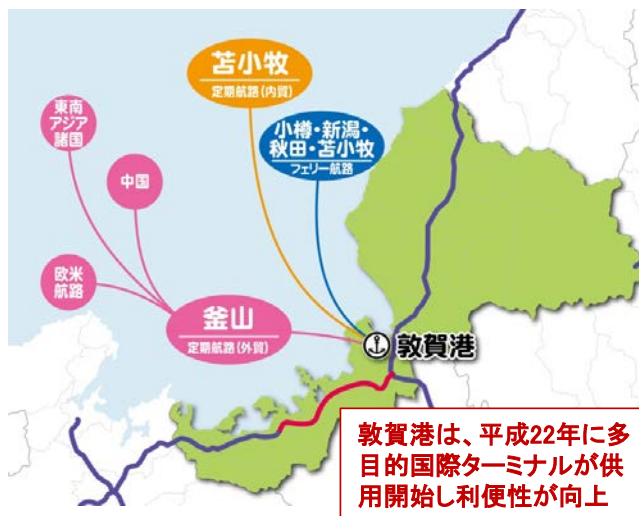 苫小牧
定期航路(内貿)
東南
アジア
諸国
小樽・新潟・
秋田・苫小牧
フェリー航路
中国
欧米
航路
釜山
定期航路(外貿)
敦賀港
敦賀港は、平成22年に多
目的国際ターミナルが供
用開始し利便性が向上